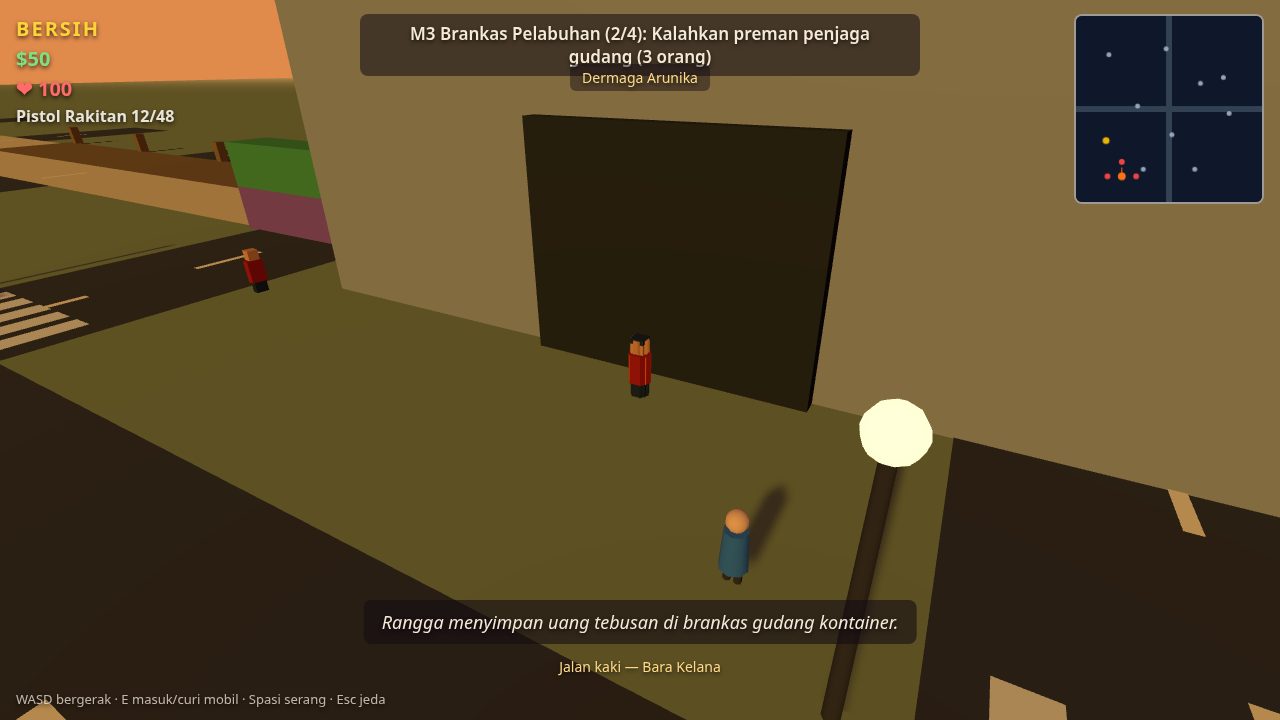 BERSIH
$50
❤ 100
Pistol Rakitan 12/48
M3 Brankas Pelabuhan (2/4): Kalahkan preman penjaga
gudang (3 orang)
Dermaga Arunika
Rangga menyimpan uang tebusan di brankas gudang kontainer.
Jalan kaki — Bara Kelana
WASD bergerak · E masuk/curi mobil · Spasi serang · Esc jeda